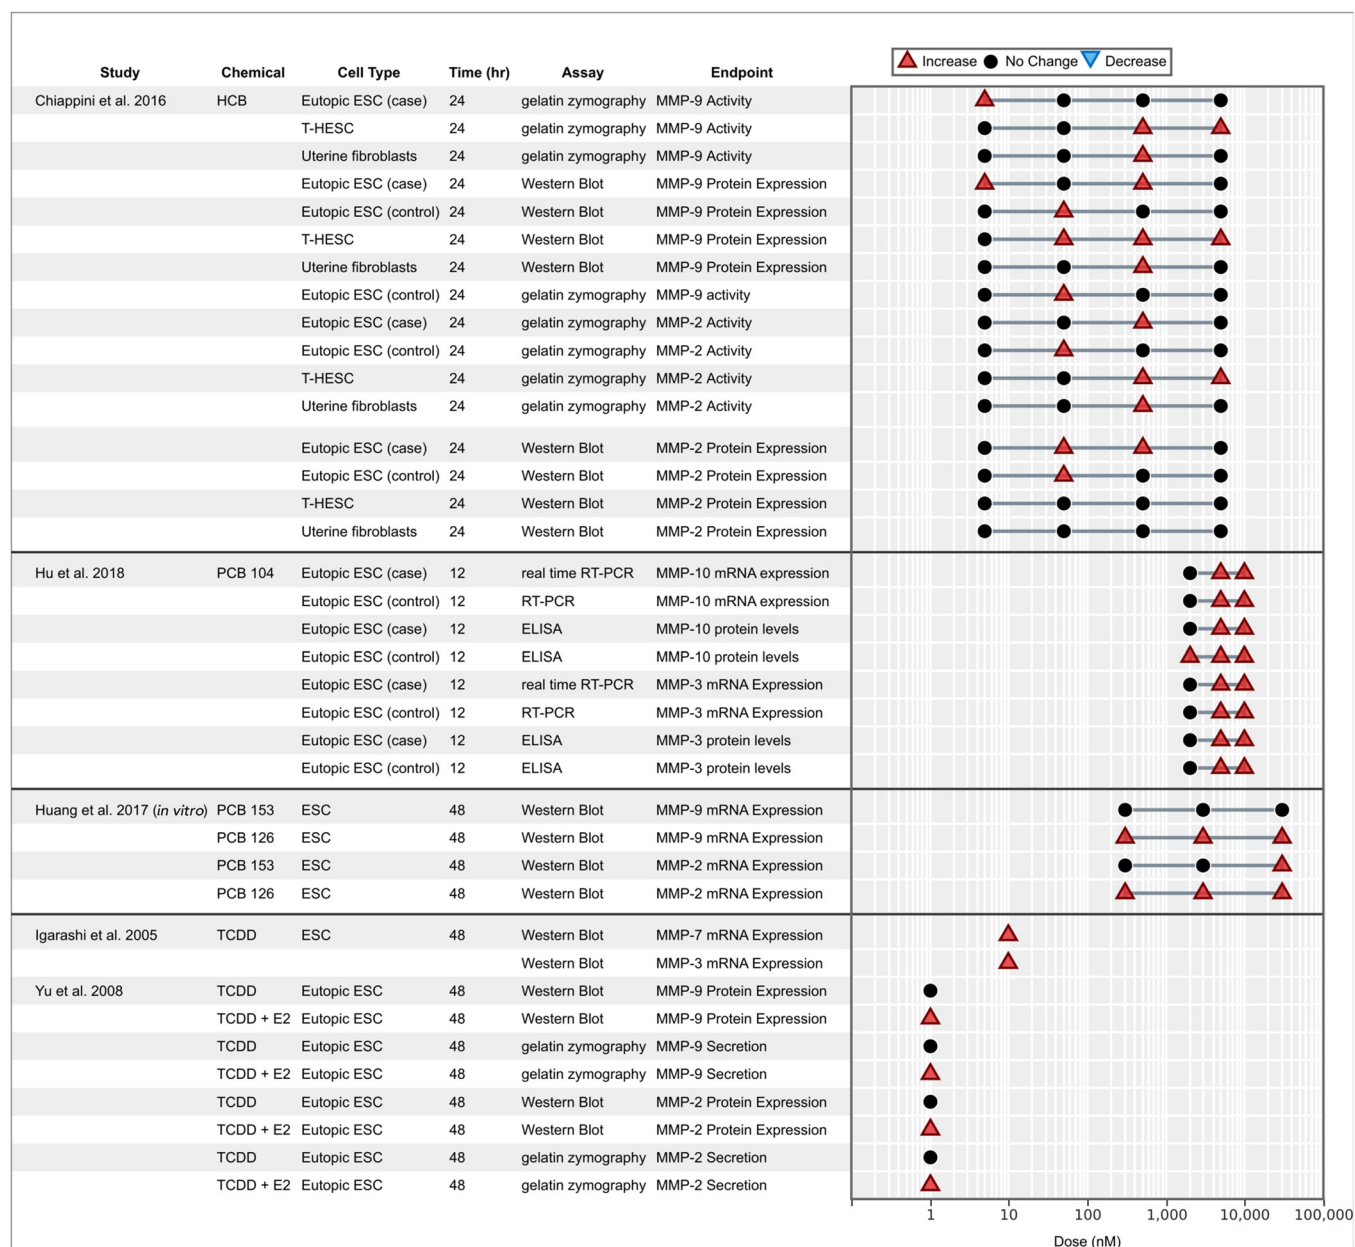 Increase No Change Decrease
Study Chemical Cell Type Time (hr) Assay Endpoint
Chiappini et al. 2016 HCB Eutopic ESC (case) 24 gelatin zymography MMP-9 Activity
T-HESC 24 gelatin zymography MMP-9 Activity
Uterine fibroblasts 24 gelatin zymography MMP-9 Activity
Eutopic ESC (case) 24 Western Blot MMP-9 Protein Expression
Eutopic ESC (control) 24 Western Blot MMP-9 Protein Expression
T-HESC 24 Western Blot MMP-9 Protein Expression
Uterine fibroblasts 24 Western Blot MMP-9 Protein Expression
Eutopic ESC (control) 24 gelatin zymography MMP-9 activity
Eutopic ESC (case) 24 gelatin zymography MMP-2 Activity
Eutopic ESC (control) 24 gelatin zymography MMP-2 Activity
T-HESC 24 gelatin zymography MMP-2 Activity
Uterine fibroblasts 24 gelatin zymography MMP-2 Activity
Eutopic ESC (case) 24 Western Blot MMP-2 Protein Expression
Eutopic ESC (control) 24 Western Blot MMP-2 Protein Expression
T-HESC 24 Western Blot MMP-2 Protein Expression
Uterine fibroblasts 24 Western Blot MMP-2 Protein Expression
Hu et al. 2018 PCB 104 Eutopic ESC (case) 12 real time RT-PCR MMP-10 mRNA expression
Eutopic ESC (control) 12 RT-PCR MMP-10 mRNA expression
Eutopic ESC (case) 12 ELISA MMP-10 protein levels
Eutopic ESC (control) 12 ELISA MMP-10 protein levels
Eutopic ESC (case) 12 real time RT-PCR MMP-3 mRNA Expression
Eutopic ESC (control) 12 RT-PCR MMP-3 mRNA Expression
Eutopic ESC (case) 12 ELISA MMP-3 protein levels
Eutopic ESC (control) 12 ELISA MMP-3 protein levels
Huang et al. 2017 (in vitro) PCB 153 ESC 48 Western Blot MMP-9 mRNA Expression
PCB 126 ESC 48 Western Blot MMP-9 mRNA Expression
PCB 153 ESC 48 Western Blot MMP-2 mRNA Expression
PCB 126 ESC 48 Western Blot MMP-2 mRNA Expression
Igarashi et al. 2005 TCDD ESC 48 Western Blot MMP-7 mRNA Expression
Western Blot MMP-3 mRNA Expression
Yu et al. 2008 TCDD Eutopic ESC 48 Western Blot MMP-9 Protein Expression
TCDD + E2 Eutopic ESC 48 Western Blot MMP-9 Protein Expression
TCDD Eutopic ESC 48 gelatin zymography MMP-9 Secretion
TCDD + E2 Eutopic ESC 48 gelatin zymography MMP-9 Secretion
TCDD Eutopic ESC 48 Western Blot MMP-2 Protein Expression
TCDD + E2 Eutopic ESC 48 Western Blot MMP-2 Protein Expression
TCDD Eutopic ESC 48 gelatin zymography MMP-2 Secretion
TCDD + E2 Eutopic ESC 48 gelatin zymography MMP-2 Secretion
1 10 100 1,000 10,000 100,000
Dose (nM)